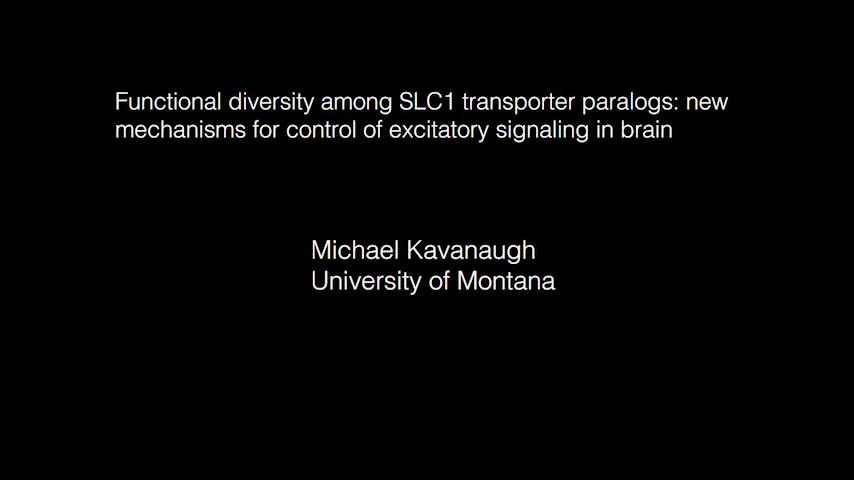 Functional diversity among SLC1 transporter paralogs: new
mechanisms for control of excitatory signaling in brain
Michael Kavanaugh
University of Montana